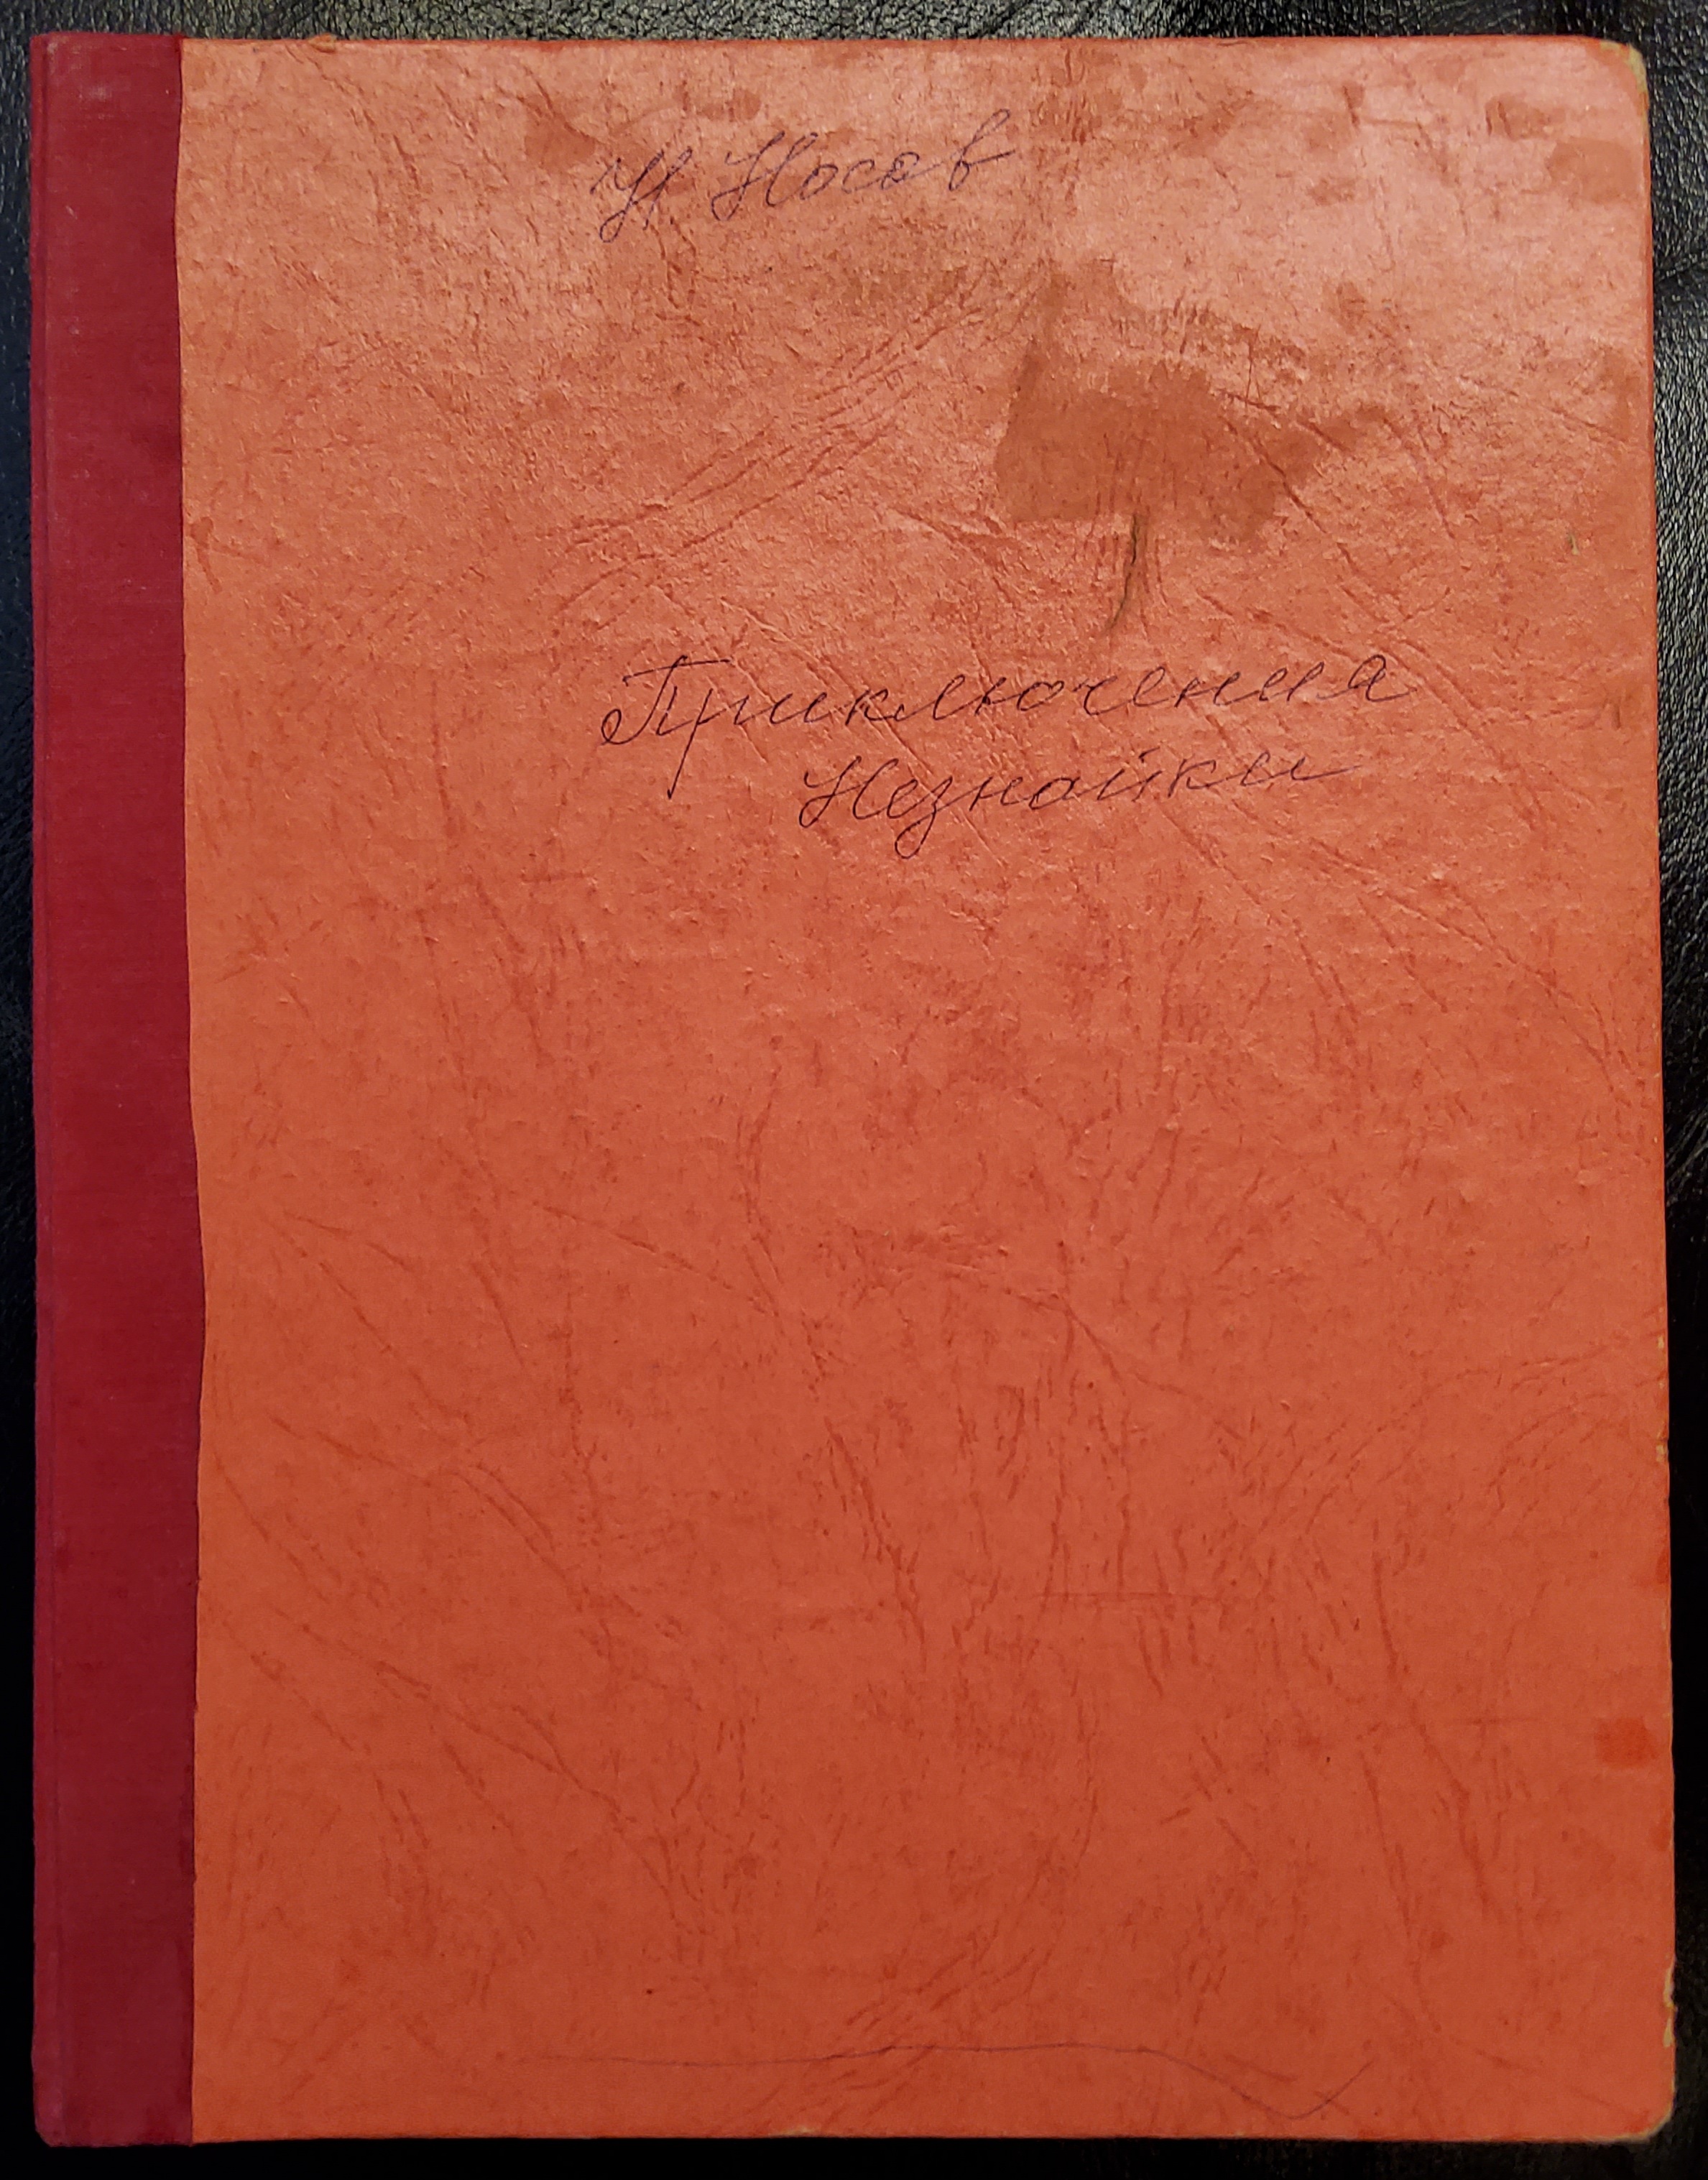 Н. Носов
Приключения
Незнайки